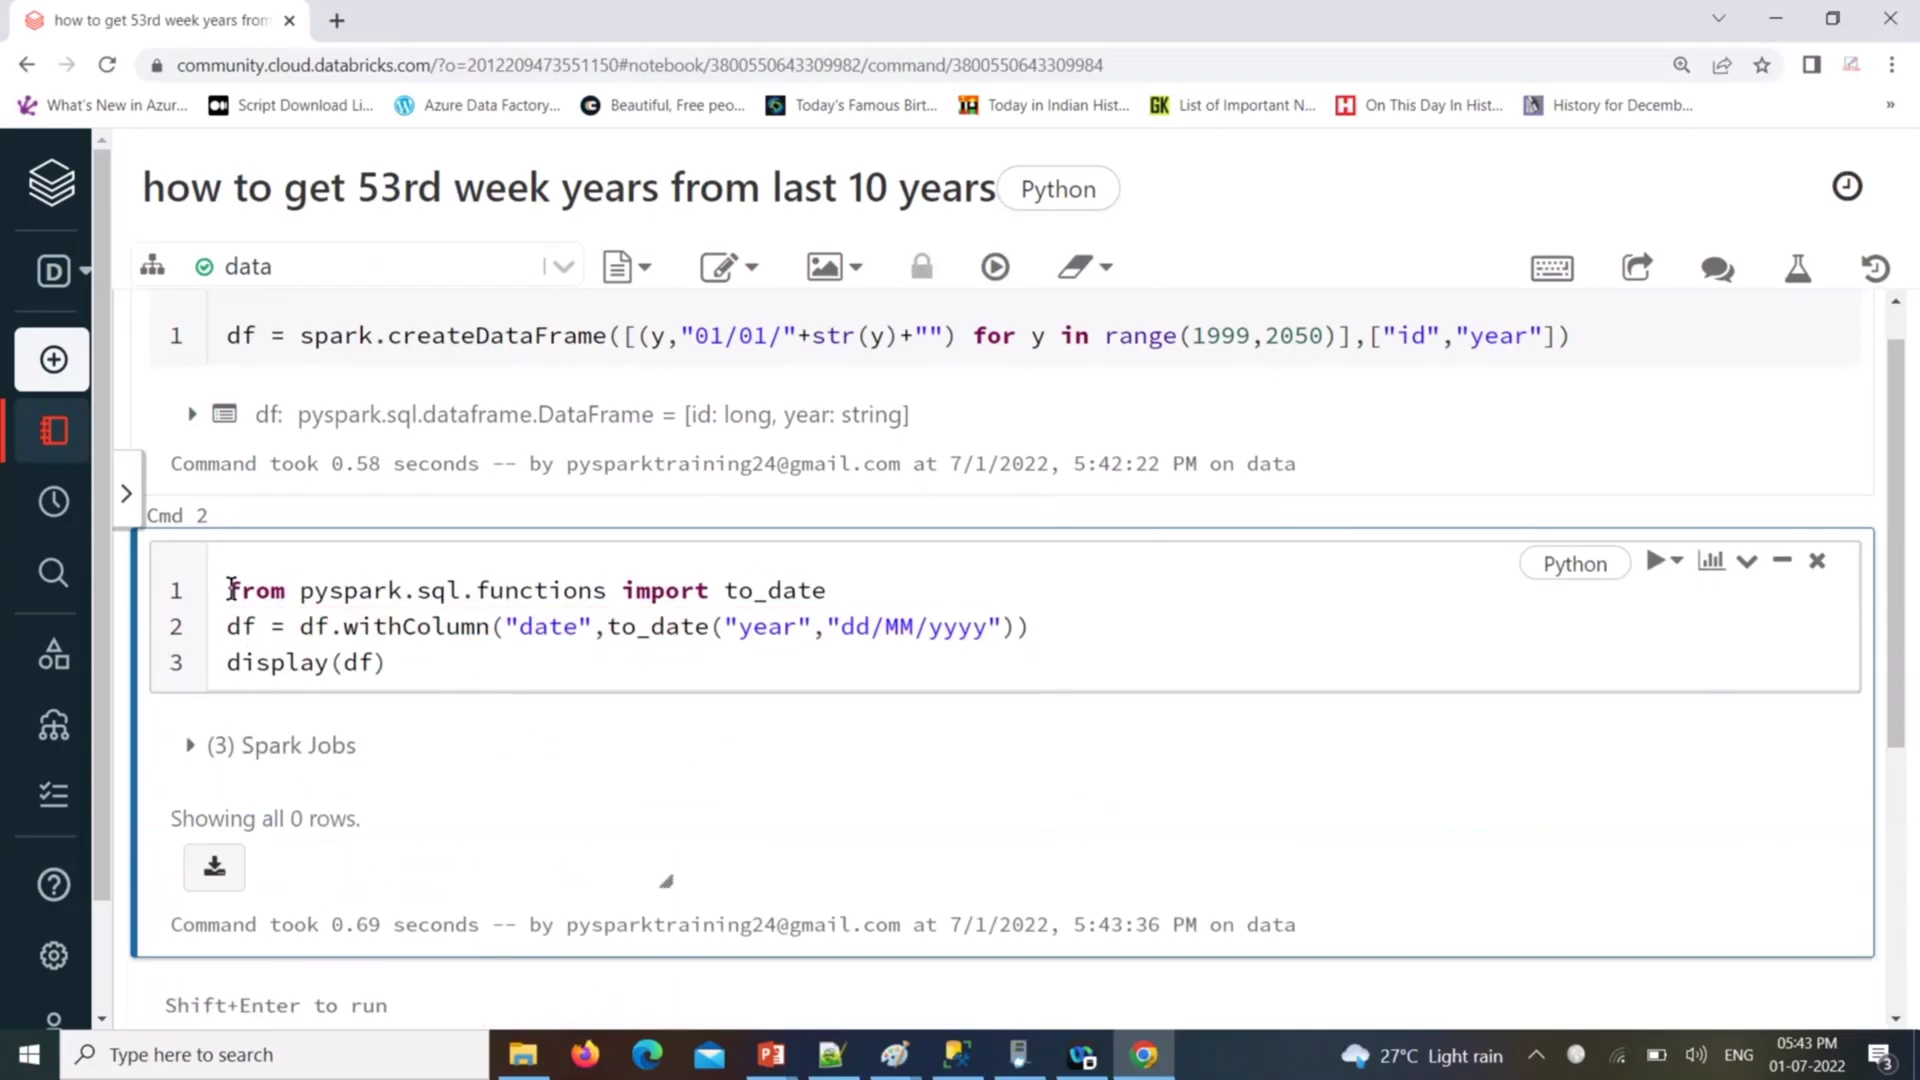 how to get 53rd week years from
community.cloud.databricks.com/?o=2012209473551150#notebook/3800550643309982/command/3800550643309984
What's New in Azur...
Script Download Li...
Azure Data Factory...
Beautiful, Free peo...
Today's Famous Birt...
TH
Today in Indian Hist...
GK
List of Important N...
H
On This Day In Hist...
History for Decemb...
»
how to get 53rd week years from last 10 years
Python
D
data
1 df = spark.createDataFrame([(y,"01/01/"+str(y)+"") for y in range(1999,2050)],["id","year"])
df: pyspark.sql.dataframe.DataFrame = [id: long, year: string]
Command took 0.58 seconds -- by pysparktraining24@gmail.com at 7/1/2022, 5:42:22 PM on data
Cmd 2
Python
1 from pyspark.sql.functions import to_date
2 df = df.withColumn("date",to_date("year","dd/MM/yyyy"))
3 display(df)
(3) Spark Jobs
Showing all 0 rows.
Command took 0.69 seconds -- by pysparktraining24@gmail.com at 7/1/2022, 5:43:36 PM on data
Shift+Enter to run
Type here to search
27°C Light rain
ENG
05:43 PM
01-07-2022
3